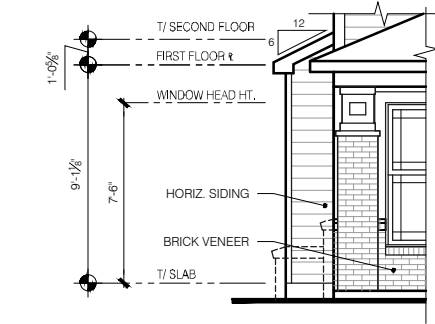 T/ SECOND FLOOR
12
6
FIRST FLOOR ℄
1'-0⅝"
WINDOW HEAD HT.
9'-1⅛"
7'-6"
HORIZ. SIDING
BRICK VENEER
T/ SLAB